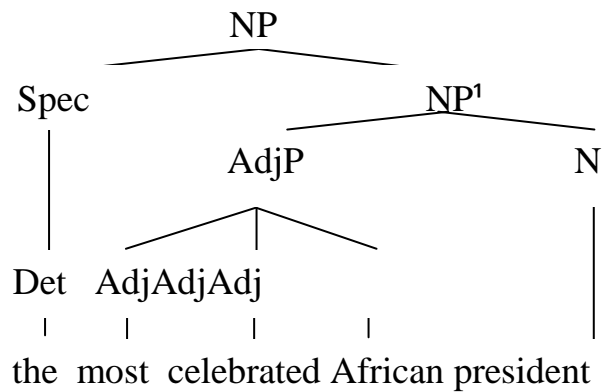 NP
Spec NP¹
AdjP N
Det AdjAdjAdj
the most celebrated African president